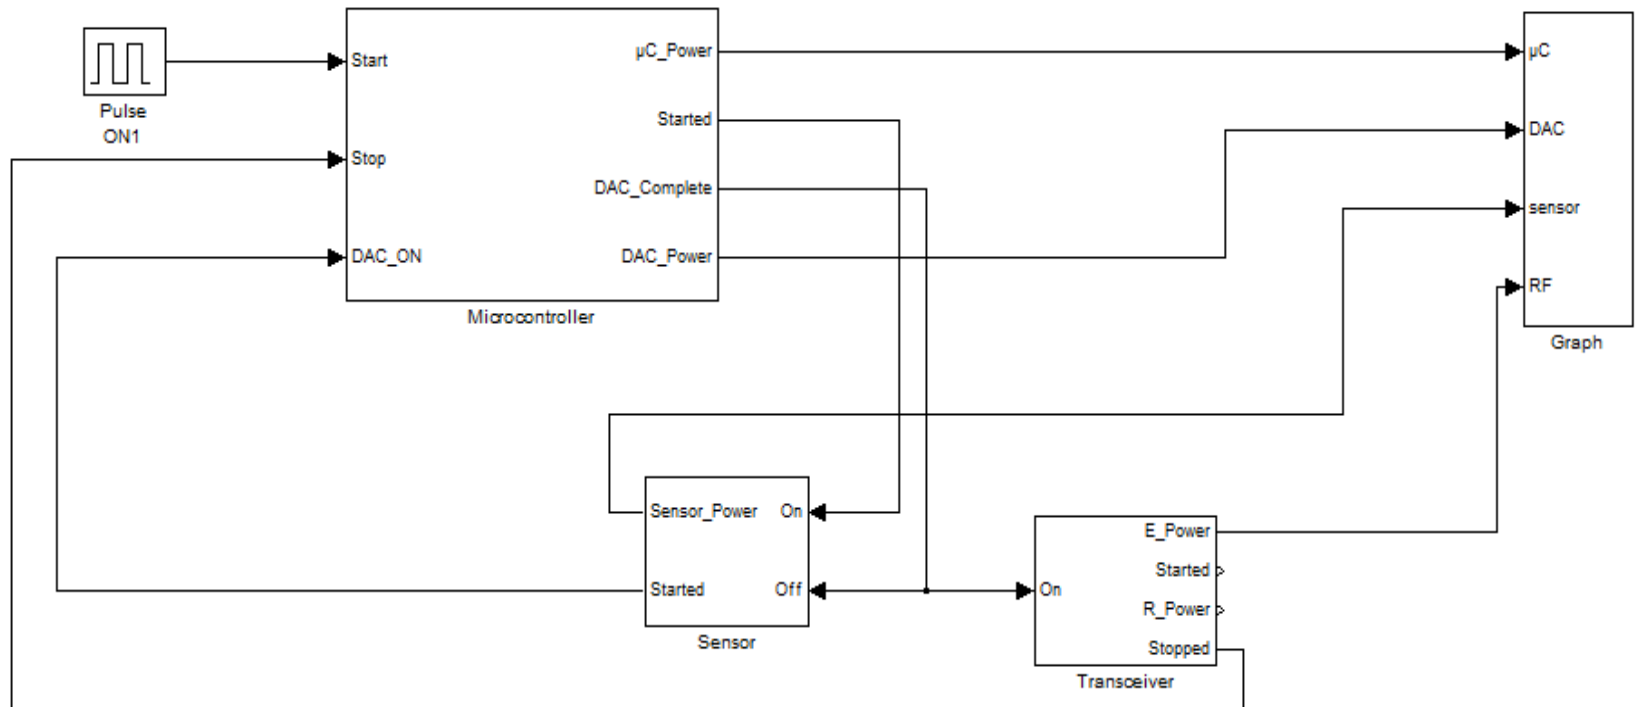 Pulse
ON1
Start
Stop
DAC_ON
µC_Power
Started
DAC_Complete
DAC_Power
Microcontroller
µC
DAC
sensor
RF
Graph
Sensor_Power On
Started Off
Sensor
On
E_Power
Started
R_Power
Stopped
Transceiver